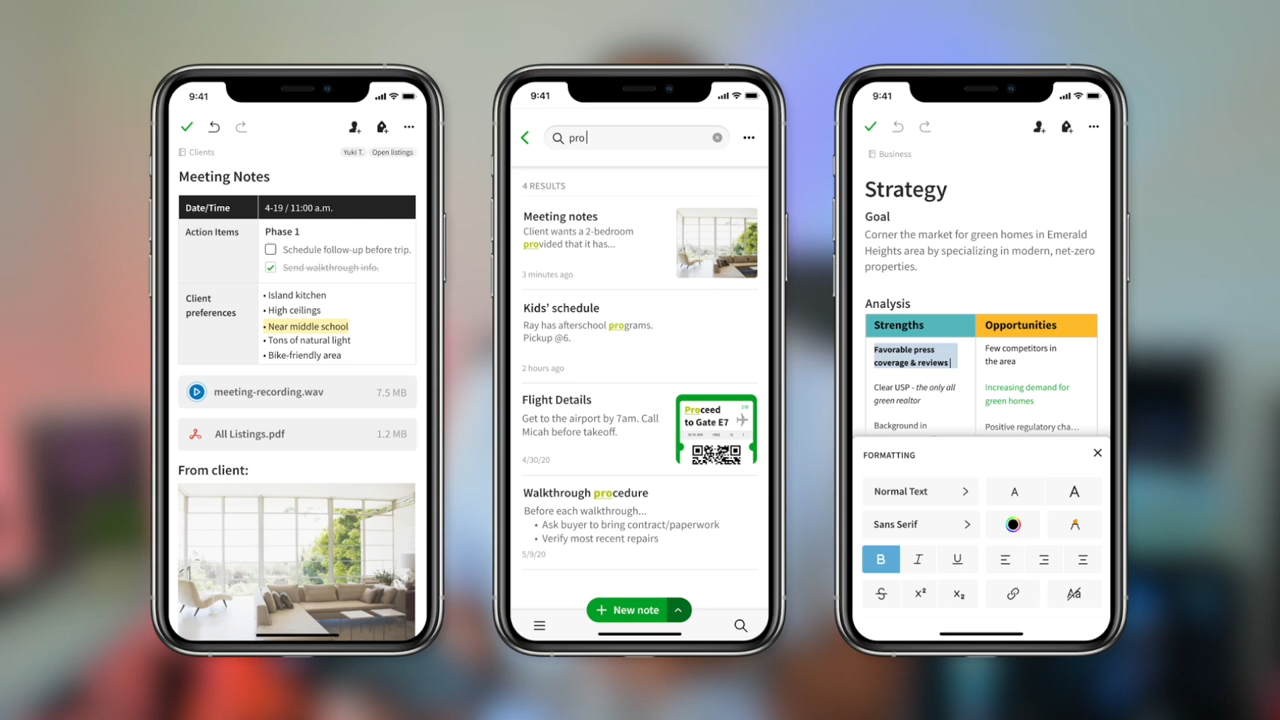 9:41
Clients
Yuki T.
Open listings
Meeting Notes
Date/Time
4-19 / 11:00 a.m.
Action Items
Phase 1
Schedule follow-up before trip.
Send walkthrough info.
Client
preferences
• Island kitchen
• High ceilings
• Near middle school
• Tons of natural light
• Bike-friendly area
meeting-recording.wav
7.5 MB
All Listings.pdf
1.2 MB
From client:
9:41
pro
4 RESULTS
Meeting notes
Client wants a 2-bedroom
provided that it has...
3 minutes ago
Kids' schedule
Ray has afterschool programs.
Pickup @6.
2 hours ago
Flight Details
Get to the airport by 7am. Call
Micah before takeoff.
4/30/20
Proceed
to Gate E7
Walkthrough procedure
Before each walkthrough...
• Ask buyer to bring contract/paperwork
• Verify most recent repairs
5/9/20
+ New note
9:41
Business
Strategy
Goal
Corner the market for green homes in Emerald
Heights area by specializing in modern, net-zero
properties.
Analysis
Strengths
Opportunities
Favorable press
coverage & reviews
Few competitors in
the area
Clear USP - the only all
green realtor
Increasing demand for
green homes
Background in
Positive regulatory cha...
FORMATTING
Normal Text
A
A
Sans Serif
A
B
I
U
S
X²
X₂
Aa